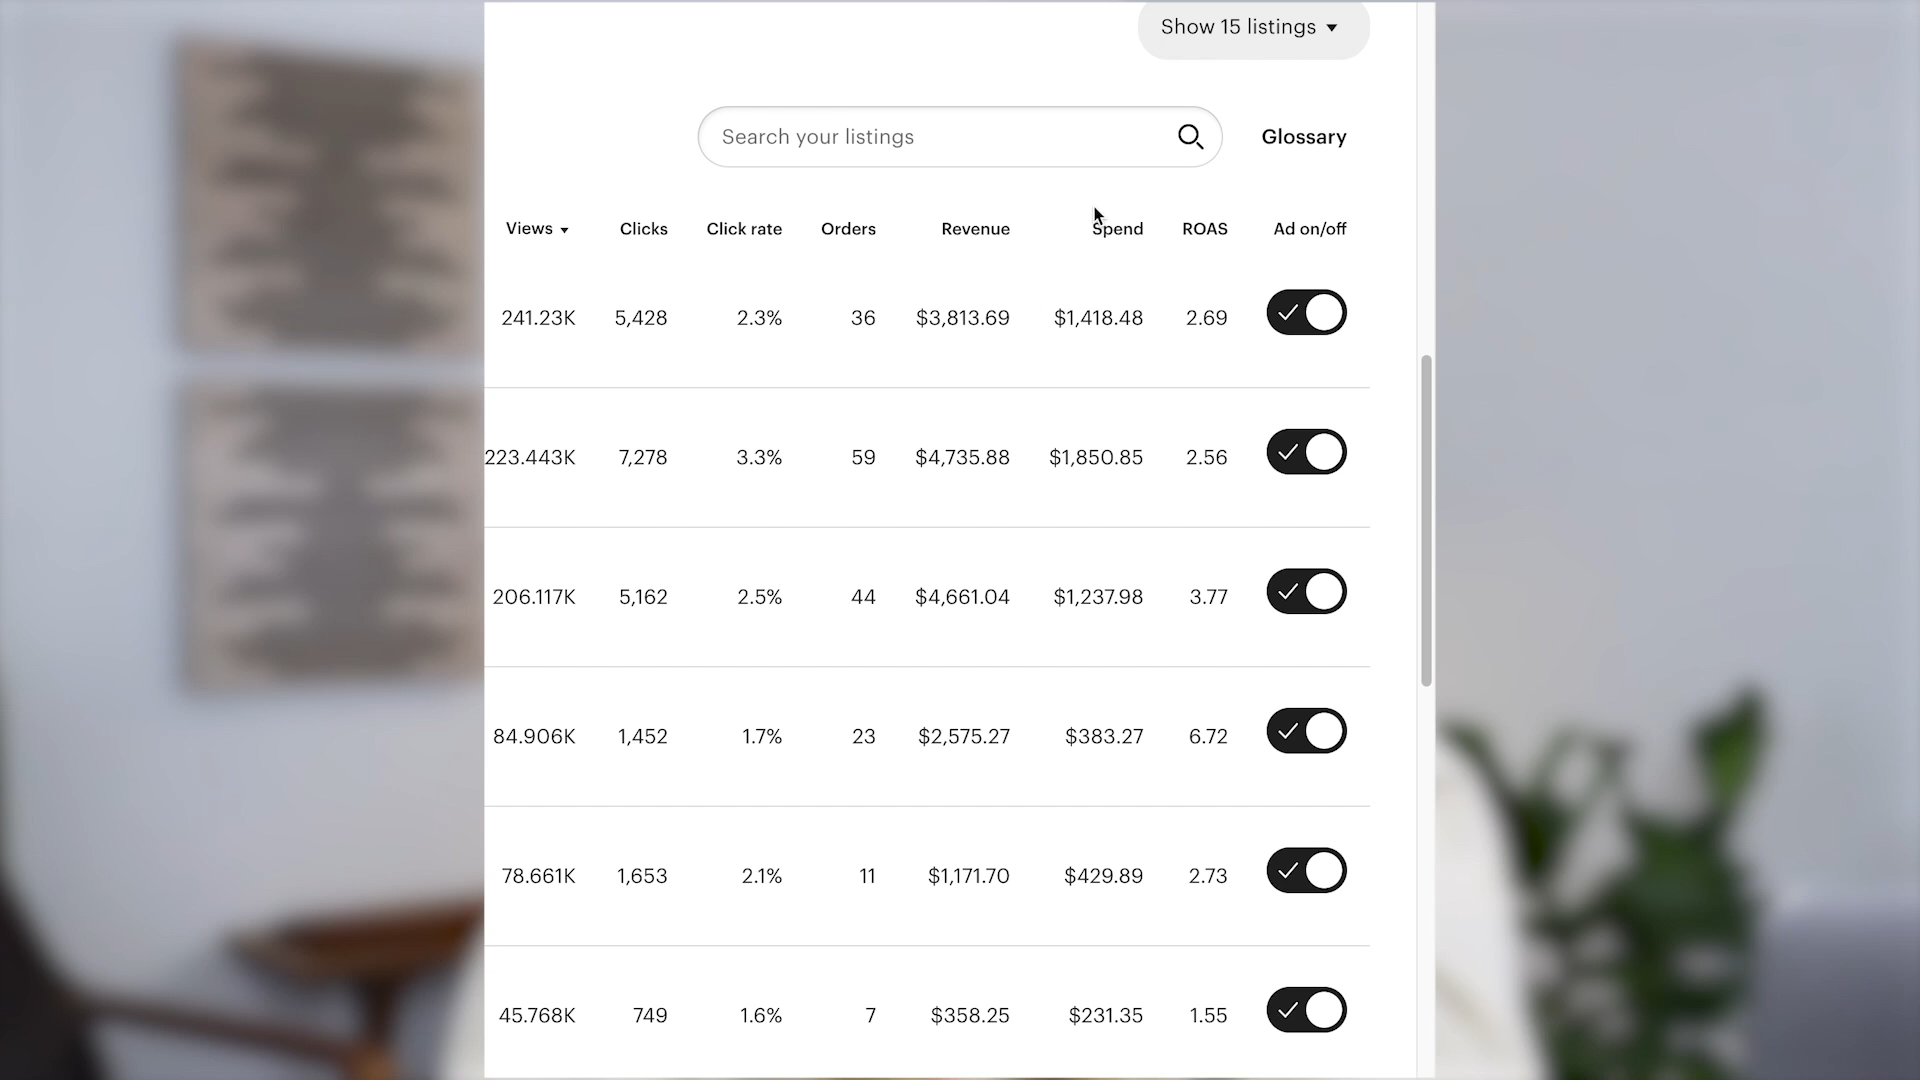 Show 15 listings
Search your listings
Glossary
Views Clicks Click rate Orders Revenue Spend ROAS Ad on/off
241.23K 5,428 2.3% 36 $3,813.69 $1,418.48 2.69
223.443K 7,278 3.3% 59 $4,735.88 $1,850.85 2.56
206.117K 5,162 2.5% 44 $4,661.04 $1,237.98 3.77
84.906K 1,452 1.7% 23 $2,575.27 $383.27 6.72
78.661K 1,653 2.1% 11 $1,171.70 $429.89 2.73
45.768K 749 1.6% 7 $358.25 $231.35 1.55